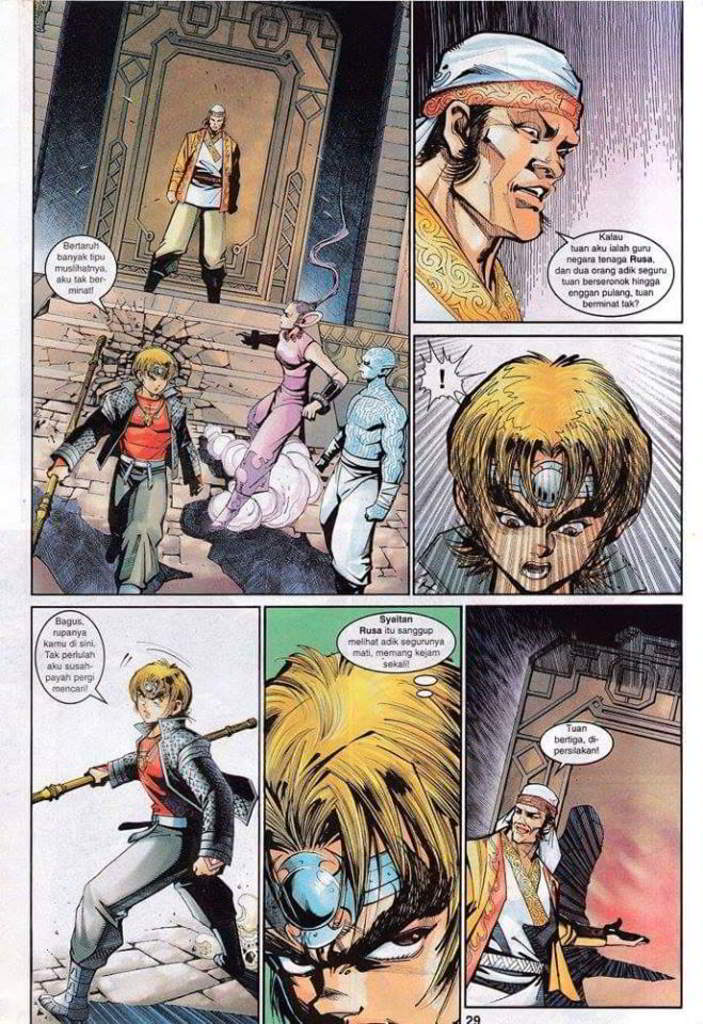 Bertaruh
banyak tipu
muslihatnya,
aku tak ber-
minat!
Kalau
tuan aku ialah guru
negara tenaga Rusa,
dan dua orang adik seguru
tuan berseronok hingga
enggan pulang, tuan
berminat tak?
!
Bagus,
rupanya
kamu di sini.
Tak perlulah
aku susah-
payah pergi
mencari!
Syaitan
Rusa itu sanggup
melihat adik segurunya
mati, memang kejam
sekali!
Tuan
bertiga, di-
persilakan!
29